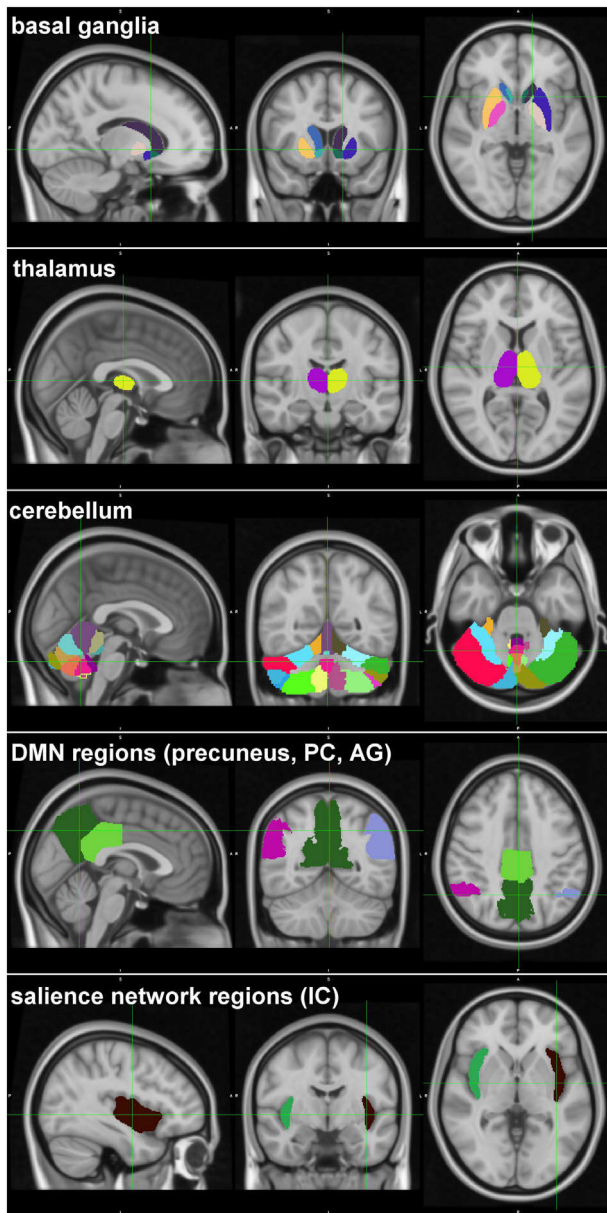 basal ganglia
thalamus
cerebellum
DMN regions (precuneus, PC, AG)
salience network regions (IC)